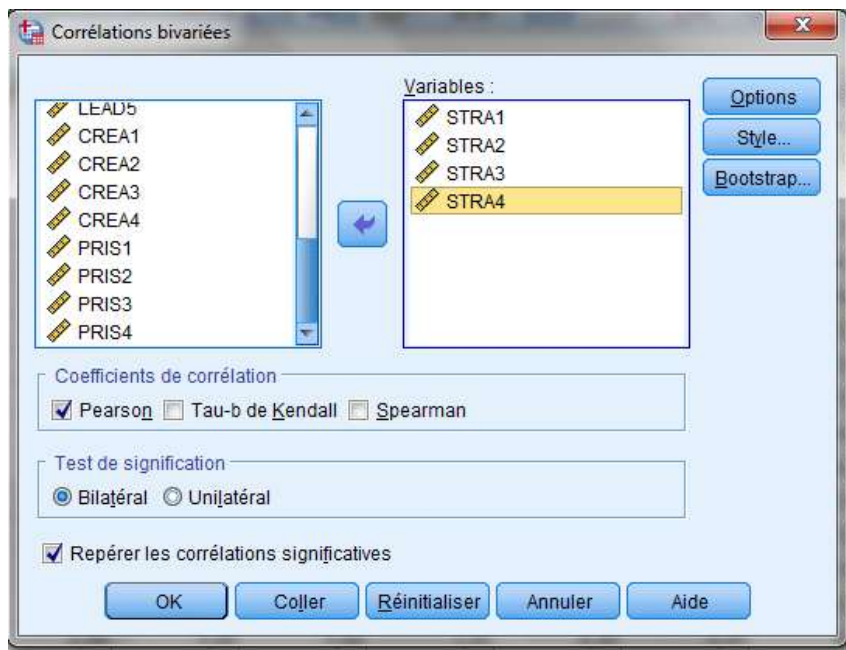 Corrélations bivariées
Variables :
LEAD5
CREA1
CREA2
CREA3
CREA4
PRIS1
PRIS2
PRIS3
PRIS4
STRA1
STRA2
STRA3
STRA4
Options
Style...
Bootstrap...
Coefficients de corrélation
Pearson Tau-b de Kendall Spearman
Test de signification
Bilatéral Unilatéral
Repérer les corrélations significatives
OK Coller Réinitialiser Annuler Aide